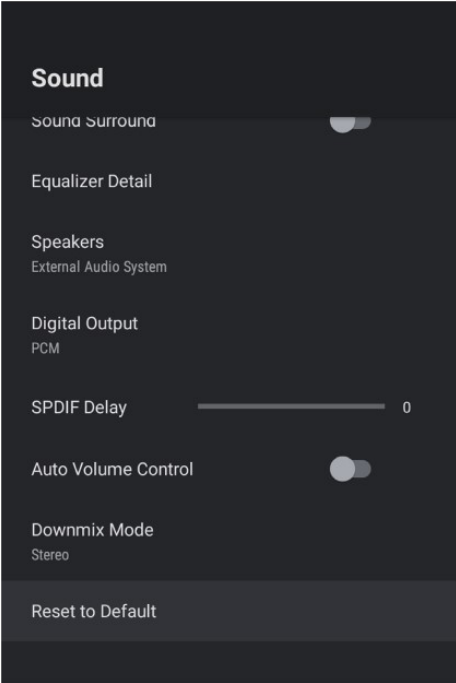 Sound
Sound Surround
Equalizer Detail
Speakers
External Audio System
Digital Output
PCM
SPDIF Delay 0
Auto Volume Control
Downmix Mode
Stereo
Reset to Default